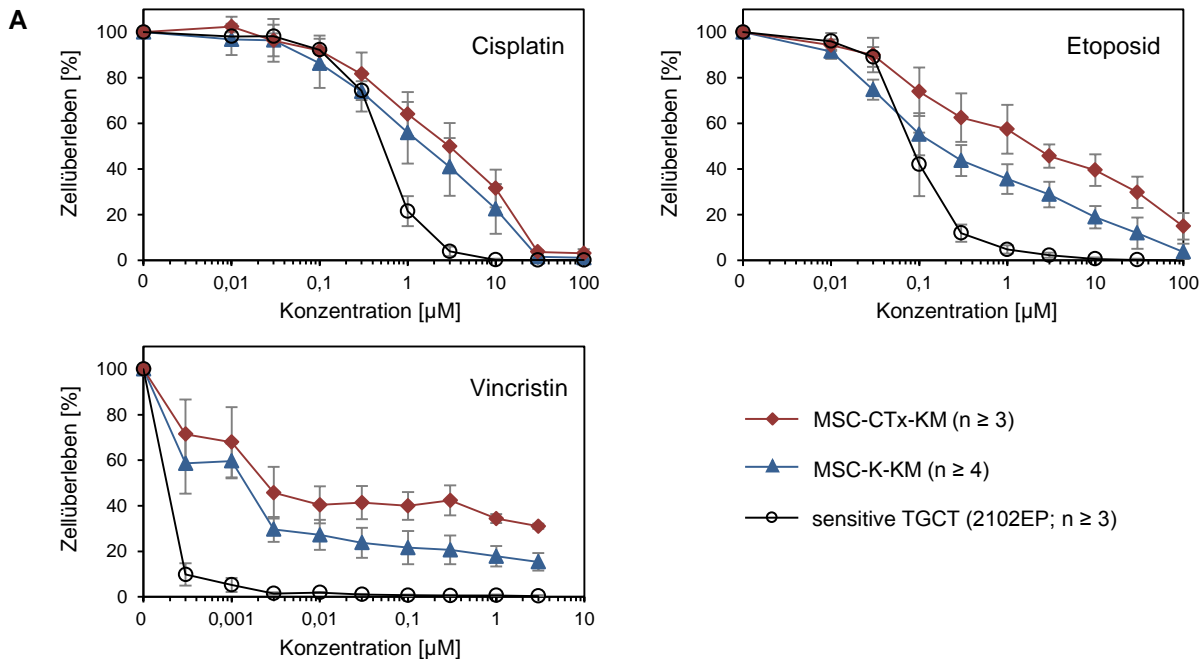 A
Cisplatin
Zellüberleben [%]
100
80
60
40
20
0
0 0,01 0,1 1 10 100
Konzentration [µM]
Etoposid
Zellüberleben [%]
100
80
60
40
20
0
0 0,01 0,1 1 10 100
Konzentration [µM]
Vincristin
Zellüberleben [%]
100
80
60
40
20
0
0 0,001 0,01 0,1 1 10
Konzentration [µM]
MSC-CTx-KM (n ≥ 3)
MSC-K-KM (n ≥ 4)
sensitive TGCT (2102EP; n ≥ 3)